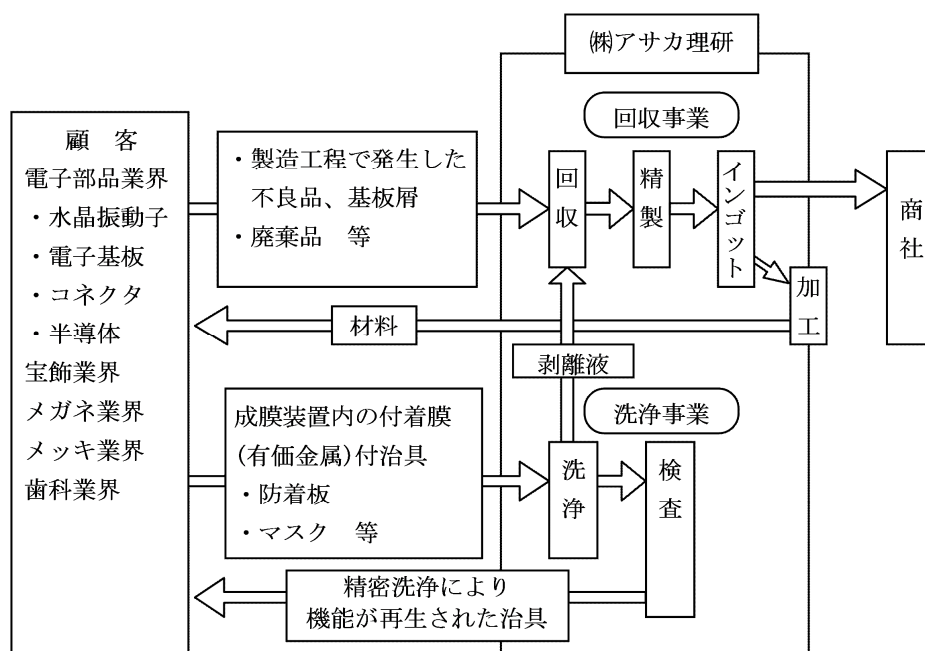 ㈱アサカ理研
顧　客
電子部品業界
・水晶振動子
・電子基板
・コネクタ
・半導体
宝飾業界
メガネ業界
メッキ業界
歯科業界
・製造工程で発生した
不良品、基板層
・廃棄品　等
回収事業
回収
精製
インゴット
商社
加工
材料
剥離液
洗浄事業
成膜装置内の付着膜
(有価金属)付治具
・防着板
・マスク　等
洗浄
検査
精密洗浄により
機能が再生された治具